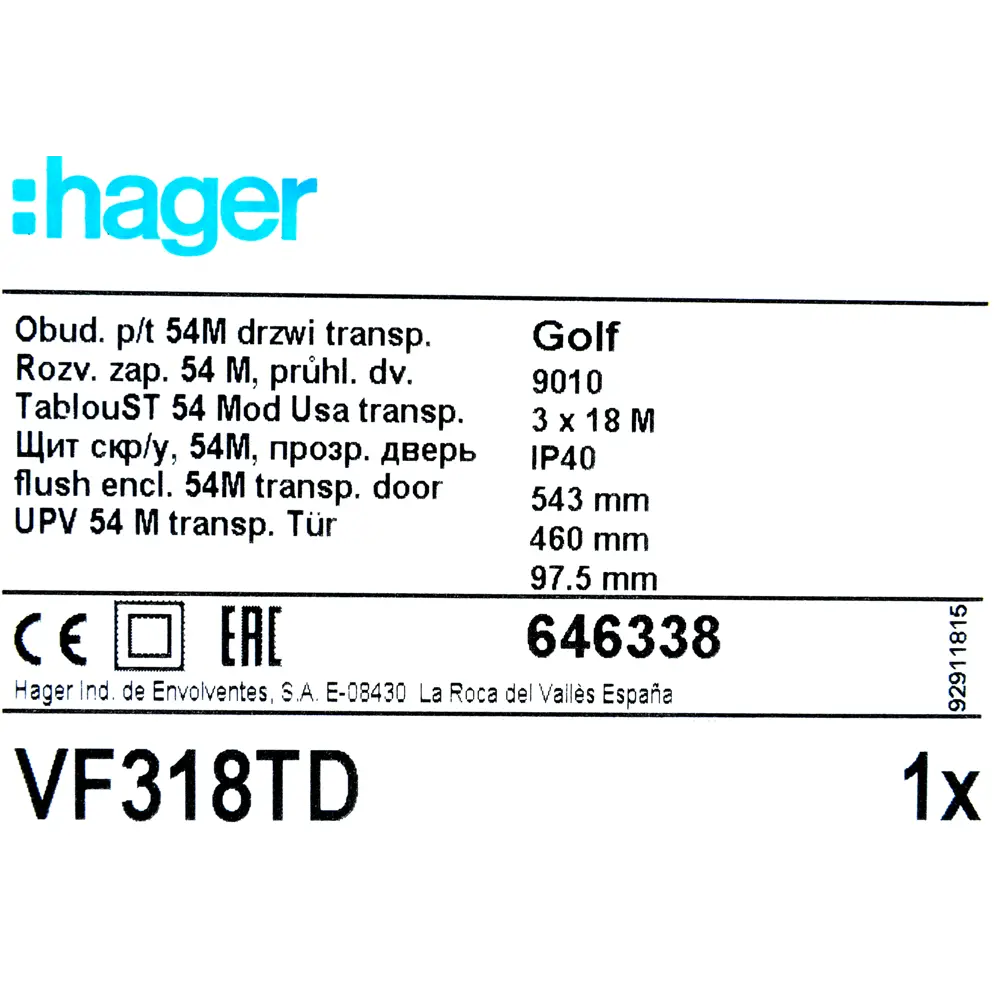 hager
Obud. p/t 54M drzwi transp.
Rozv. zap. 54 M, průhl. dv.
TablouST 54 Mod Usa transp.
Щит скр/у, 54M, прозр. дверь
flush encl. 54M transp. door
UPV 54 M transp. Tür
Golf
9010
3 x 18 M
IP40
543 mm
460 mm
97.5 mm
CE EAC
646338
92911815
Hager Ind. de Envolventes, S.A. E-08430 La Roca del Vallès España
VF318TD
1x